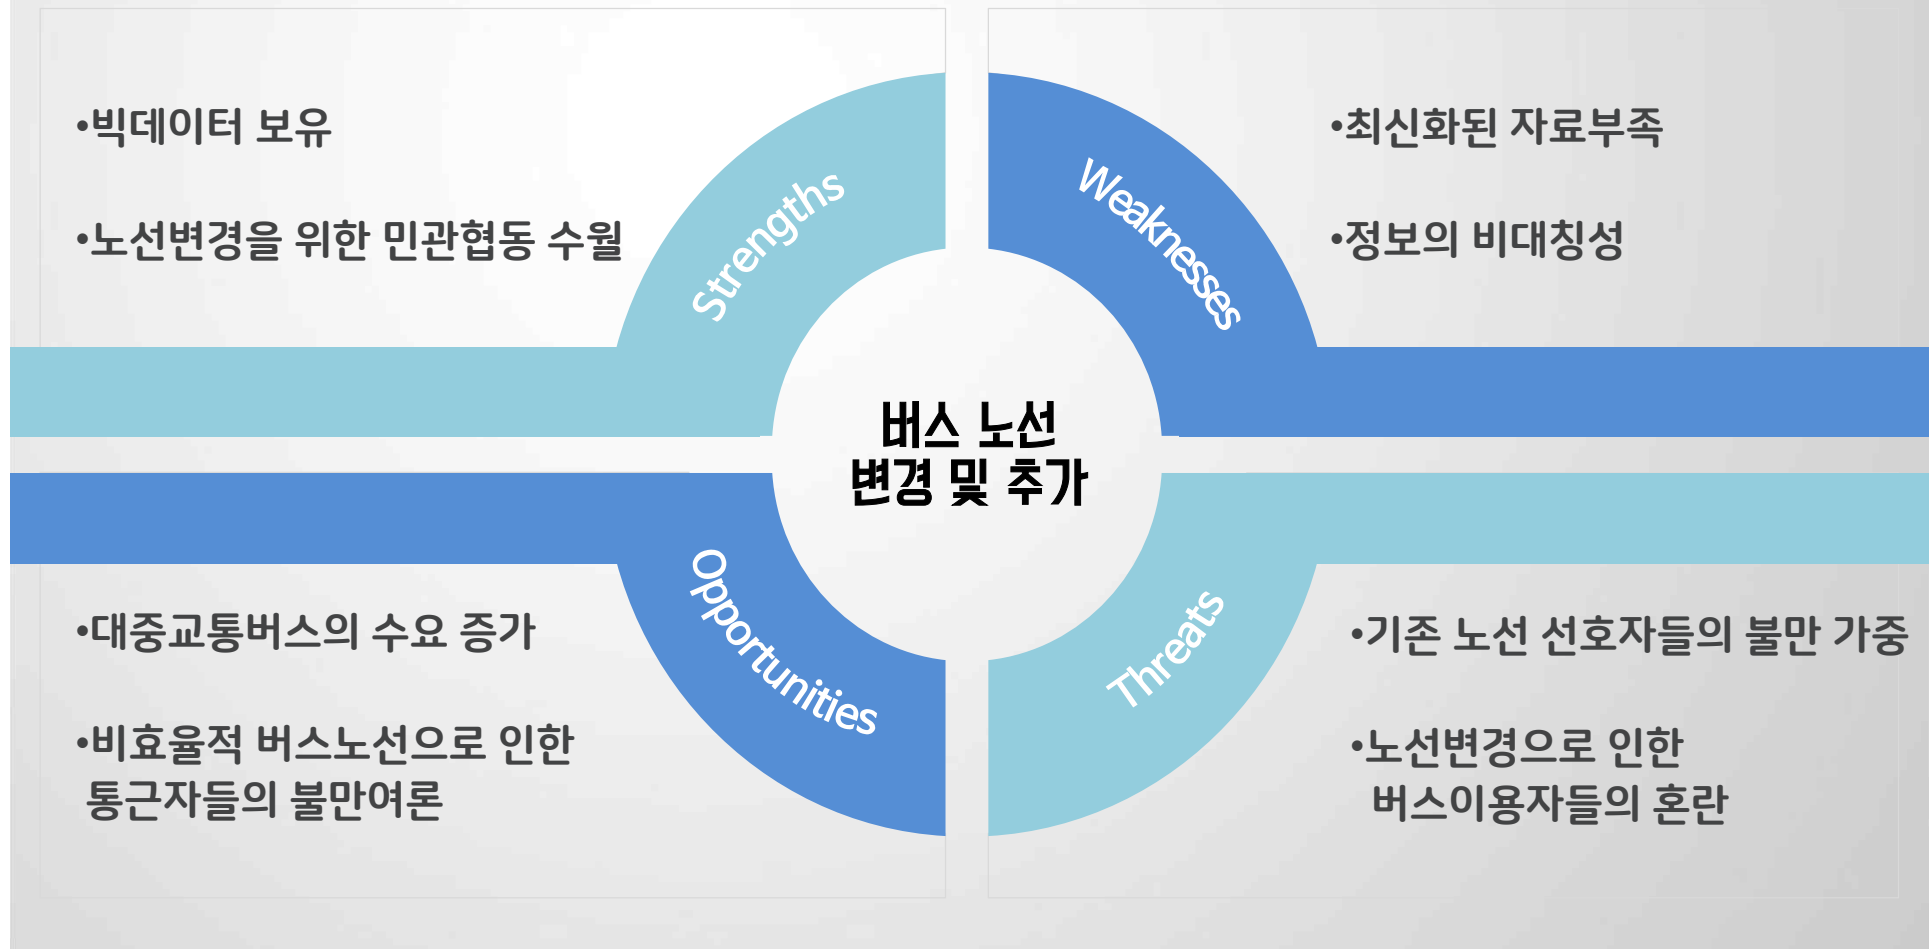 •빅데이터 보유
•노선변경을 위한 민관협동 수월
Strengths
Weaknesses
•최신화된 자료부족
•정보의 비대칭성
버스 노선
변경 및 추가
•대중교통버스의 수요 증가
•비효율적 버스노선으로 인한
통근자들의 불만여론
Opportunities
Threats
•기존 노선 선호자들의 불만 가중
•노선변경으로 인한
버스이용자들의 혼란